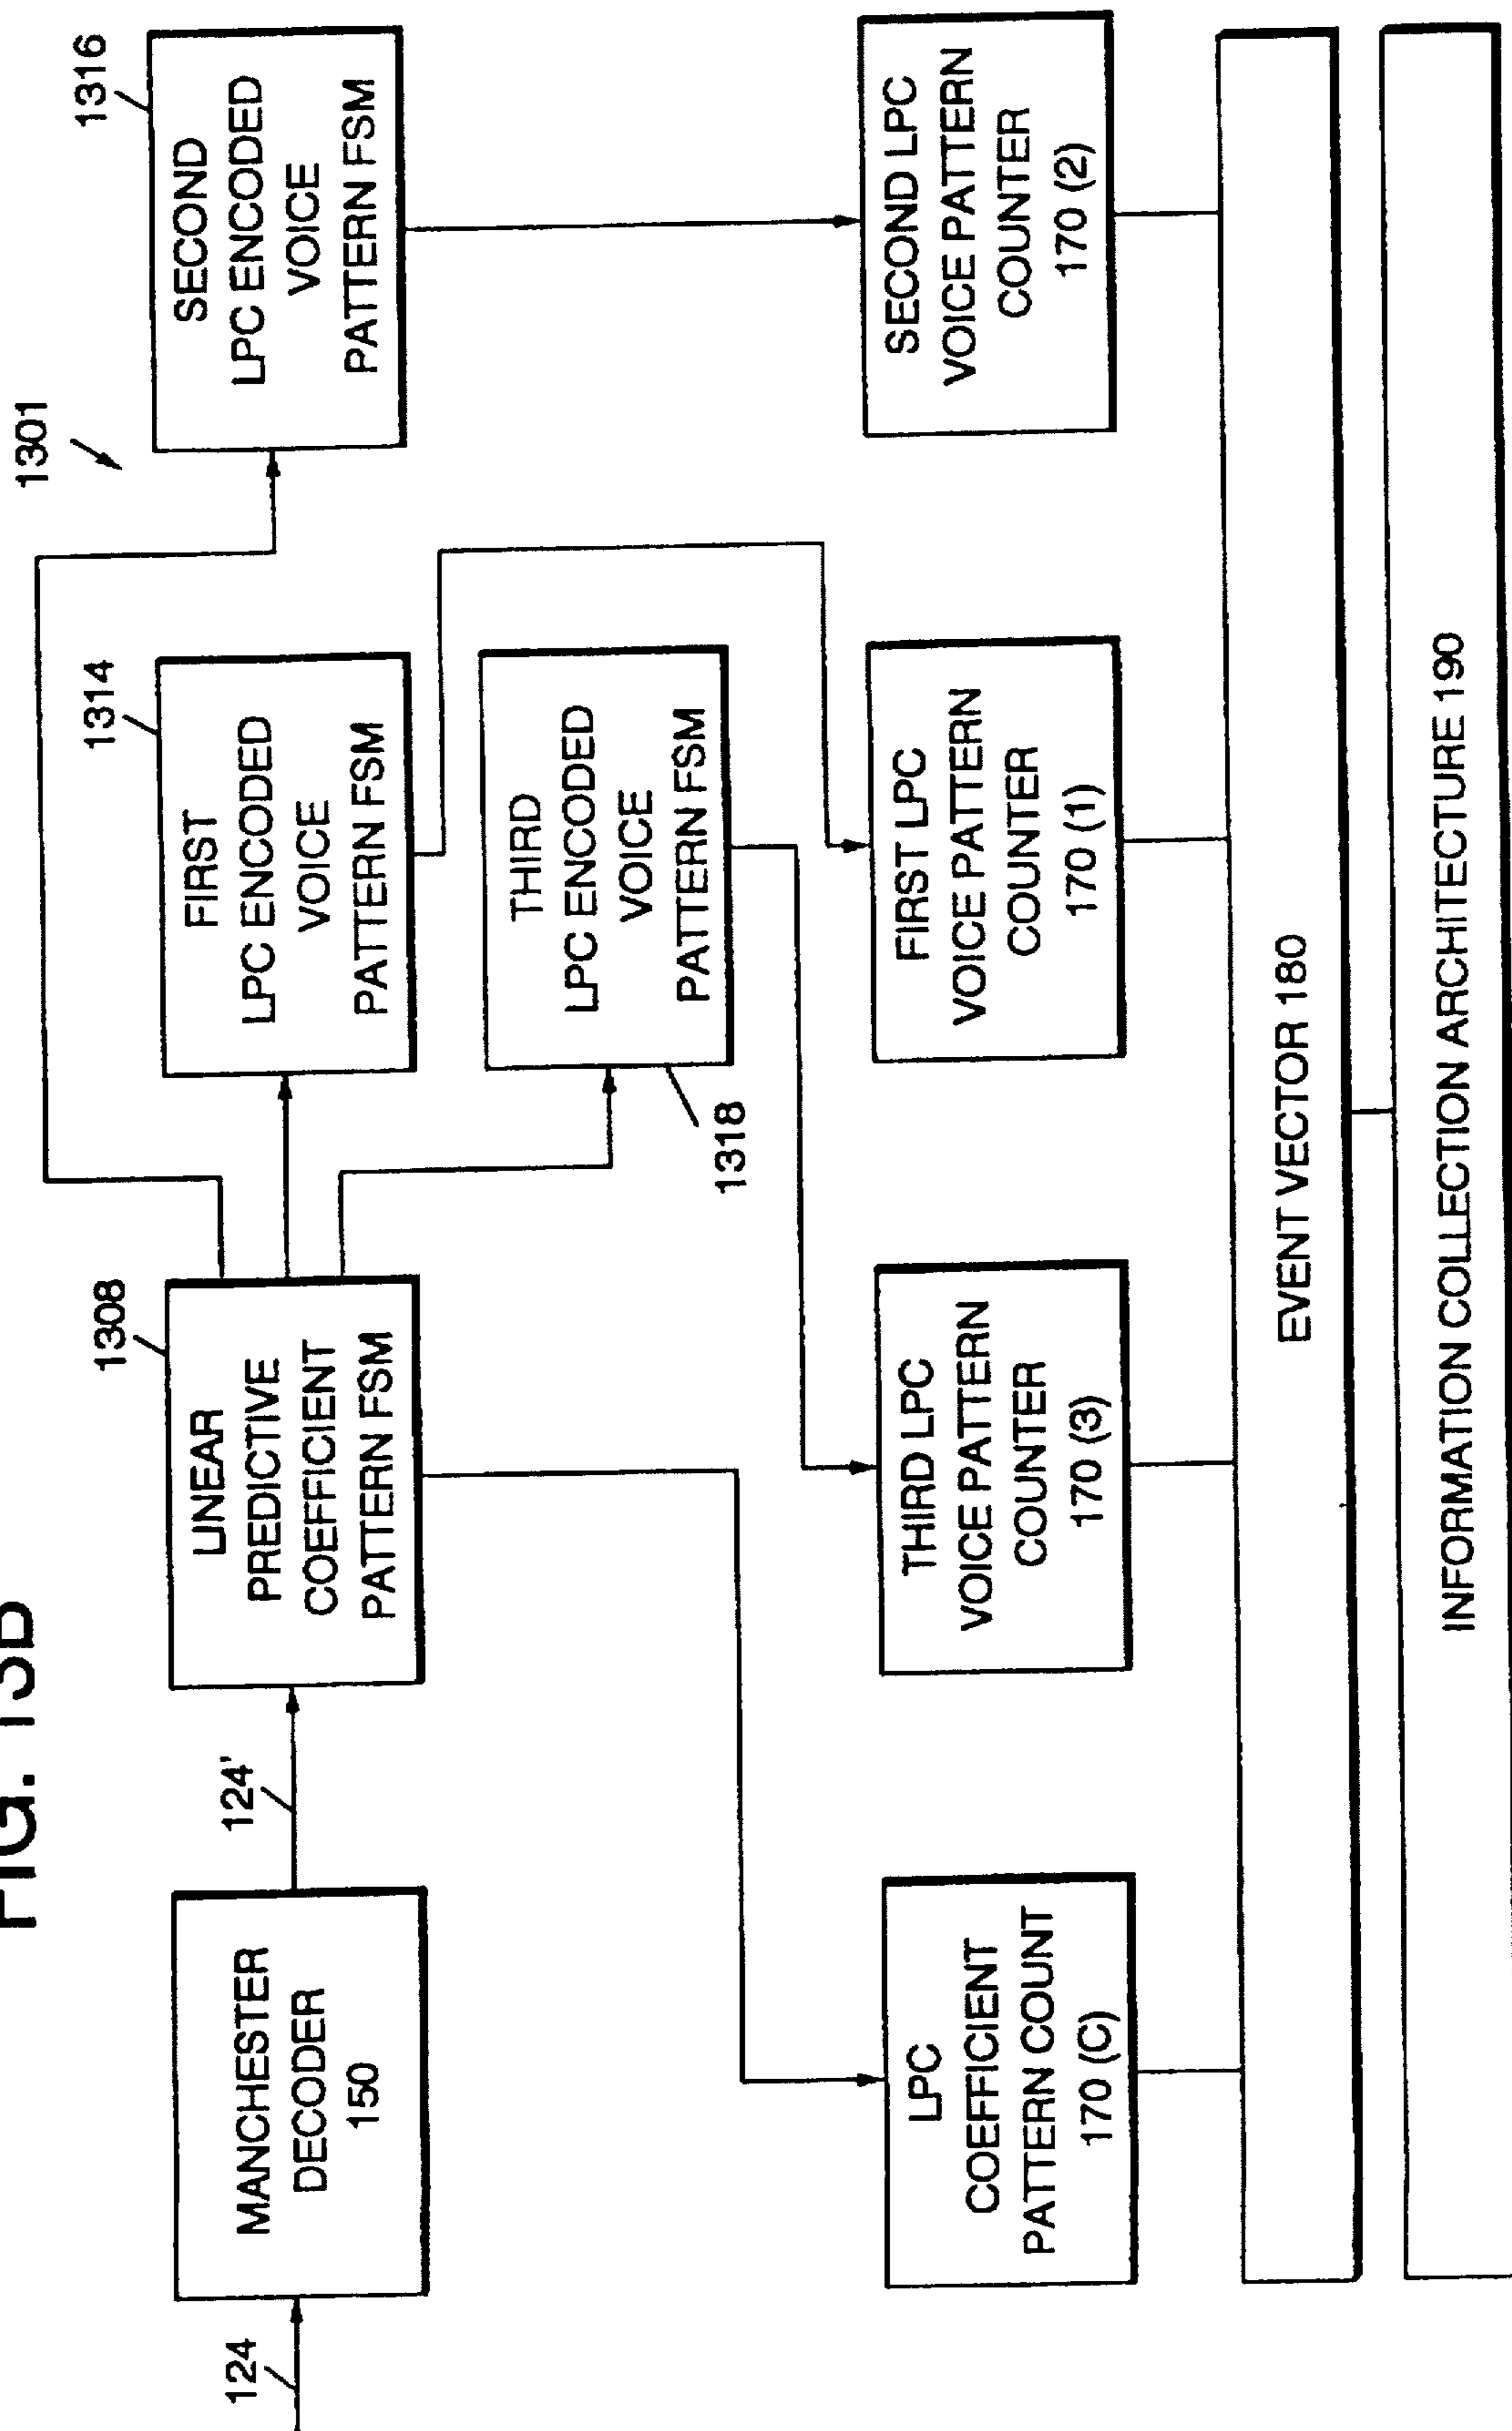 FIG. 13B
1301
124
MANCHESTER
DECODER
150
124'
1308
LINEAR
PREDICTIVE
COEFFICIENT
PATTERN FSM
1314
FIRST
LPC ENCODED
VOICE
PATTERN FSM
1316
SECOND
LPC ENCODED
VOICE
PATTERN FSM
1318
THIRD
LPC ENCODED
VOICE
PATTERN FSM
LPC
COEFFICIENT
PATTERN COUNT
170 (C)
THIRD LPC
VOICE PATTERN
COUNTER
170 (3)
FIRST LPC
VOICE PATTERN
COUNTER
170 (1)
SECOND LPC
VOICE PATTERN
COUNTER
170 (2)
EVENT VECTOR 180
INFORMATION COLLECTION ARCHITECTURE 190